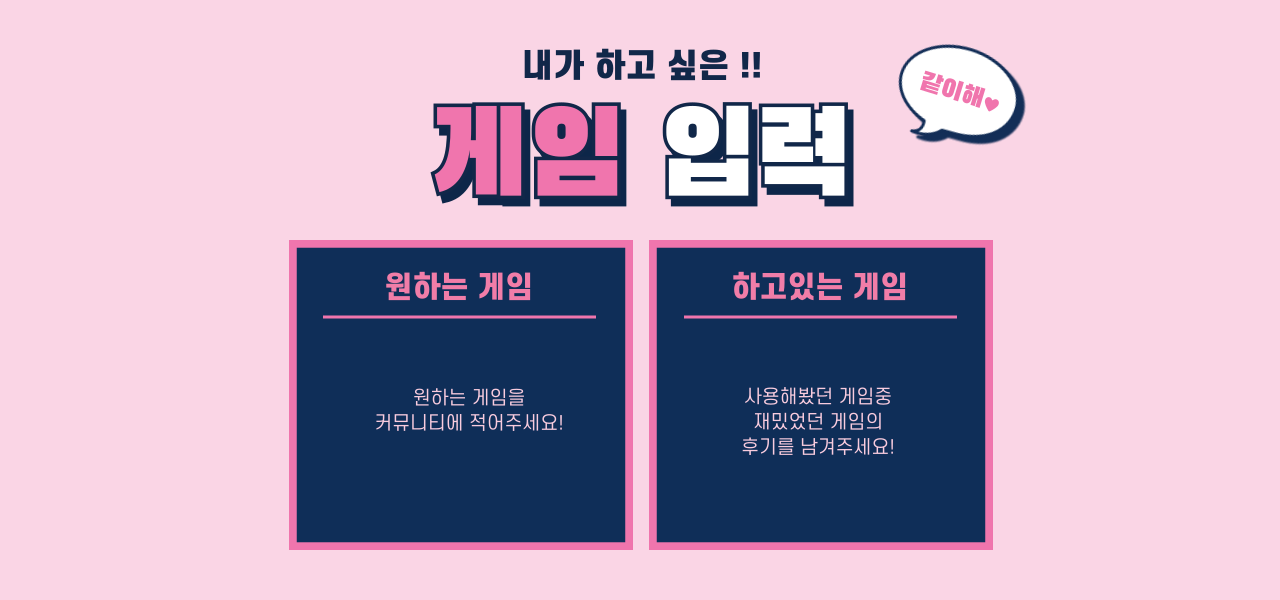 내가 하고 싶은 !!
같이해♥
게임 입력
원하는 게임
원하는 게임을
커뮤니티에 적어주세요!
하고있는 게임
사용해봤던 게임중
재밌었던 게임의
후기를 남겨주세요!